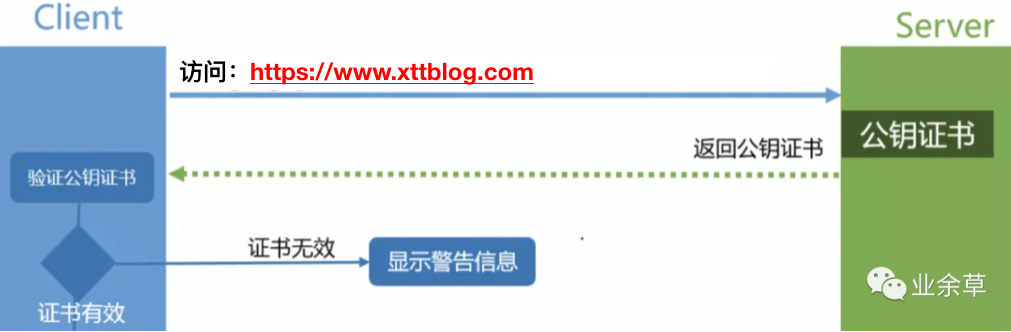 Client
Server
访问：https://www.xttblog.com
公钥证书
返回公钥证书
验证公钥证书
证书无效
显示警告信息
业余草
证书有效